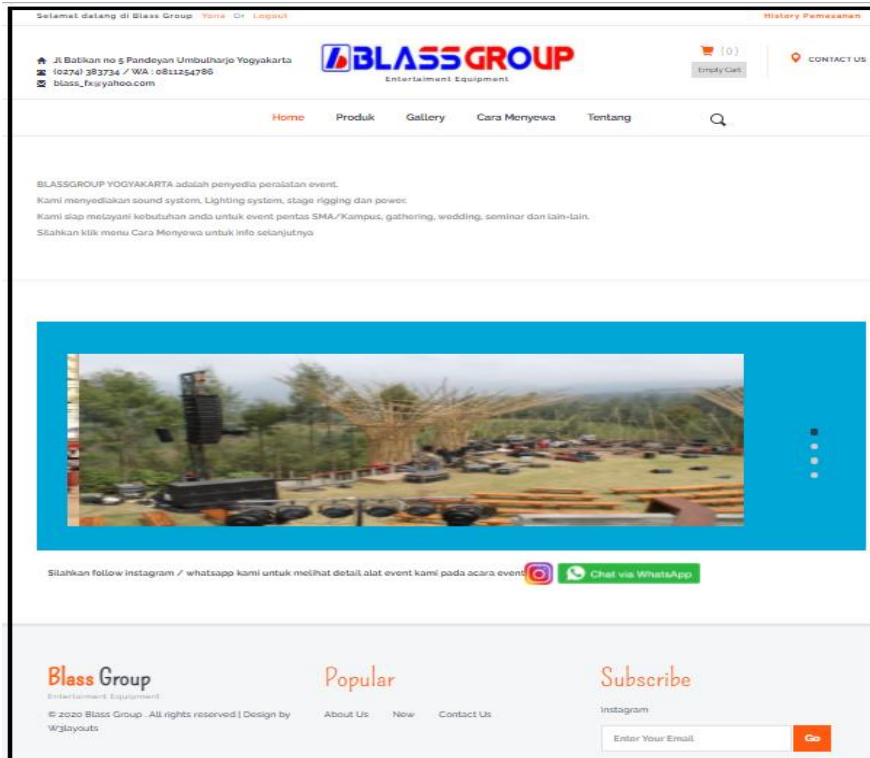 Selamat datang di Blass Group Yona Or Logout
History Pemesanan
Jl Batikan no 5 Pandeyan Umbulharjo Yogyakarta
(0274) 383734 / WA : 0811254786
blass_fx@yahoo.com
BLASSGROUP
Entertaiment Equipment
(0)
Empty Cart
CONTACT US
Home Produk Gallery Cara Menyewa Tentang
BLASSGROUP YOGYAKARTA adalah penyedia peralatan event.
Kami menyediakan sound system, Lighting system, stage rigging dan power.
Kami siap melayani kebutuhan anda untuk event pentas SMA/Kampus, gathering, wedding, seminar dan lain-lain.
Silahkan klik menu Cara Menyewa untuk info selanjutnya
Silahkan follow instagram / whatsapp kami untuk melihat detail alat event kami pada acara event
Chat via WhatsApp
Blass Group
Entertaiment Equipment
© 2020 Blass Group . All rights reserved | Design by
W3layouts
Popular
About Us New Contact Us
Subscribe
Instagram
Enter Your Email
Go